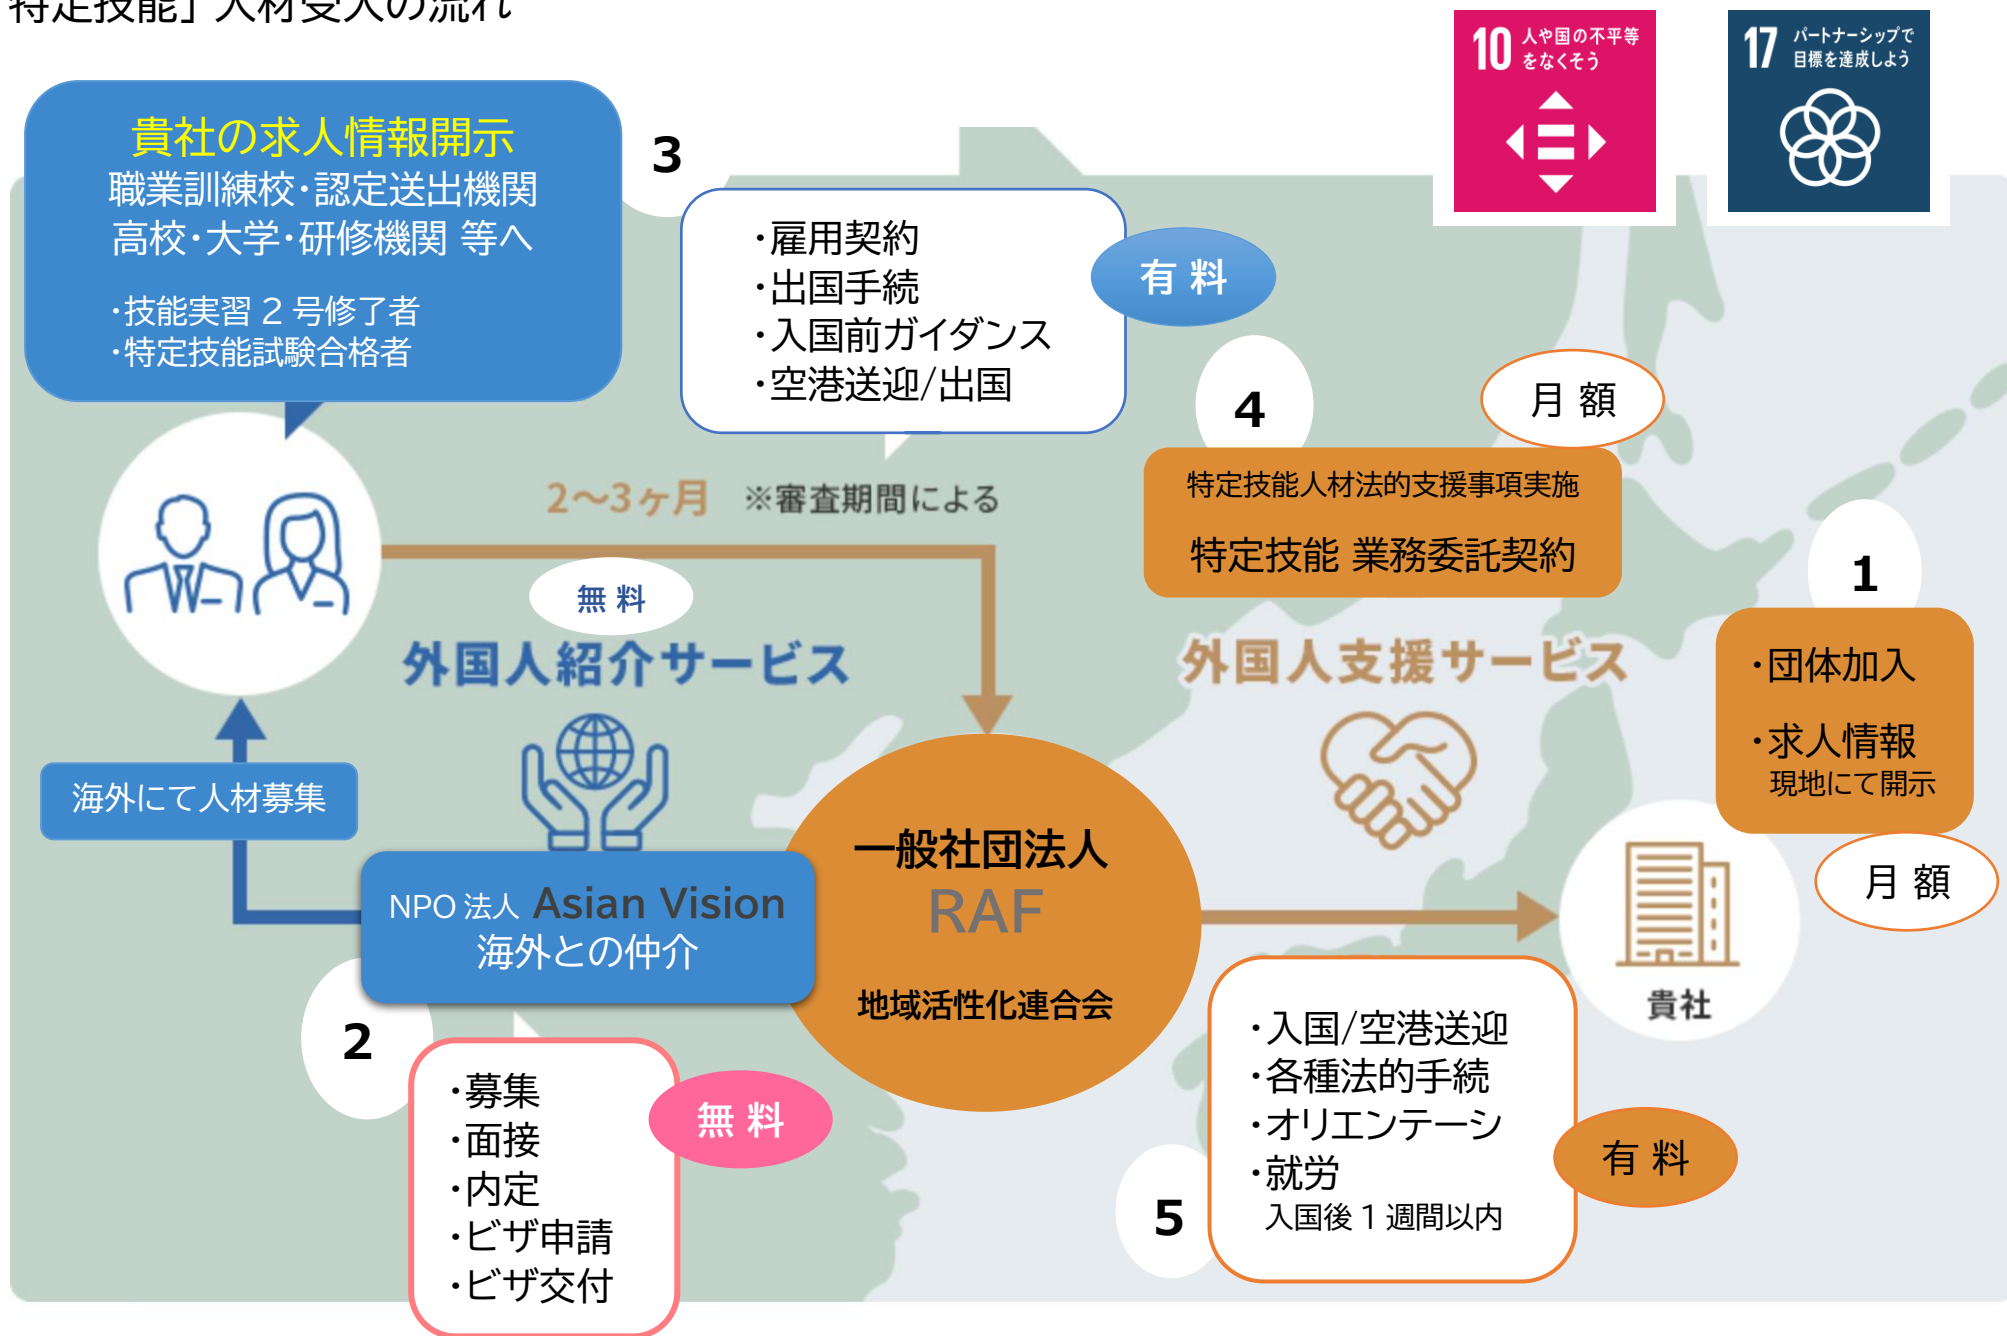 特定技能」人材受入の流れ
10 人や国の不平等
をなくそう
17 パートナーシップで
目標を達成しよう
貴社の求人情報開示
職業訓練校・認定送出機関
高校・大学・研修機関 等へ
・技能実習 2 号修了者
・特定技能試験合格者
3
・雇用契約
・出国手続
・入国前ガイダンス
・空港送迎/出国
有 料
2～3ヶ月 ※審査期間による
無 料
外国人紹介サービス
4
月 額
特定技能人材法的支援事項実施
特定技能 業務委託契約
外国人支援サービス
1
・団体加入
・求人情報
現地にて開示
月 額
海外にて人材募集
NPO 法人 Asian Vision
海外との仲介
一般社団法人
RAF
地域活性化連合会
貴社
2
・募集
・面接
・内定
・ビザ申請
・ビザ交付
無 料
5
・入国/空港送迎
・各種法的手続
・オリエンテーシ
・就労
入国後 1 週間以内
有 料